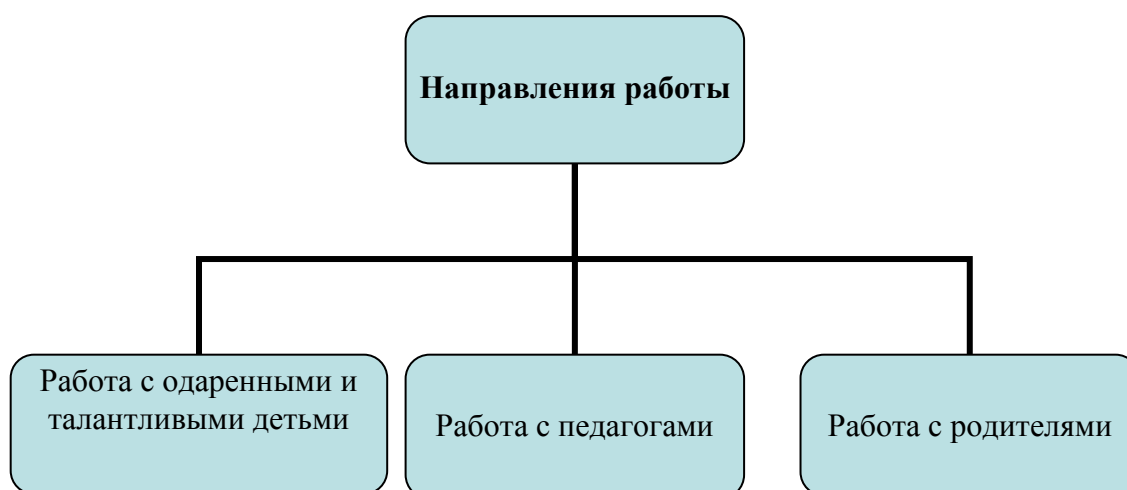 Направления работы
Работа с одаренными и
талантливыми детьми
Работа с педагогами
Работа с родителями